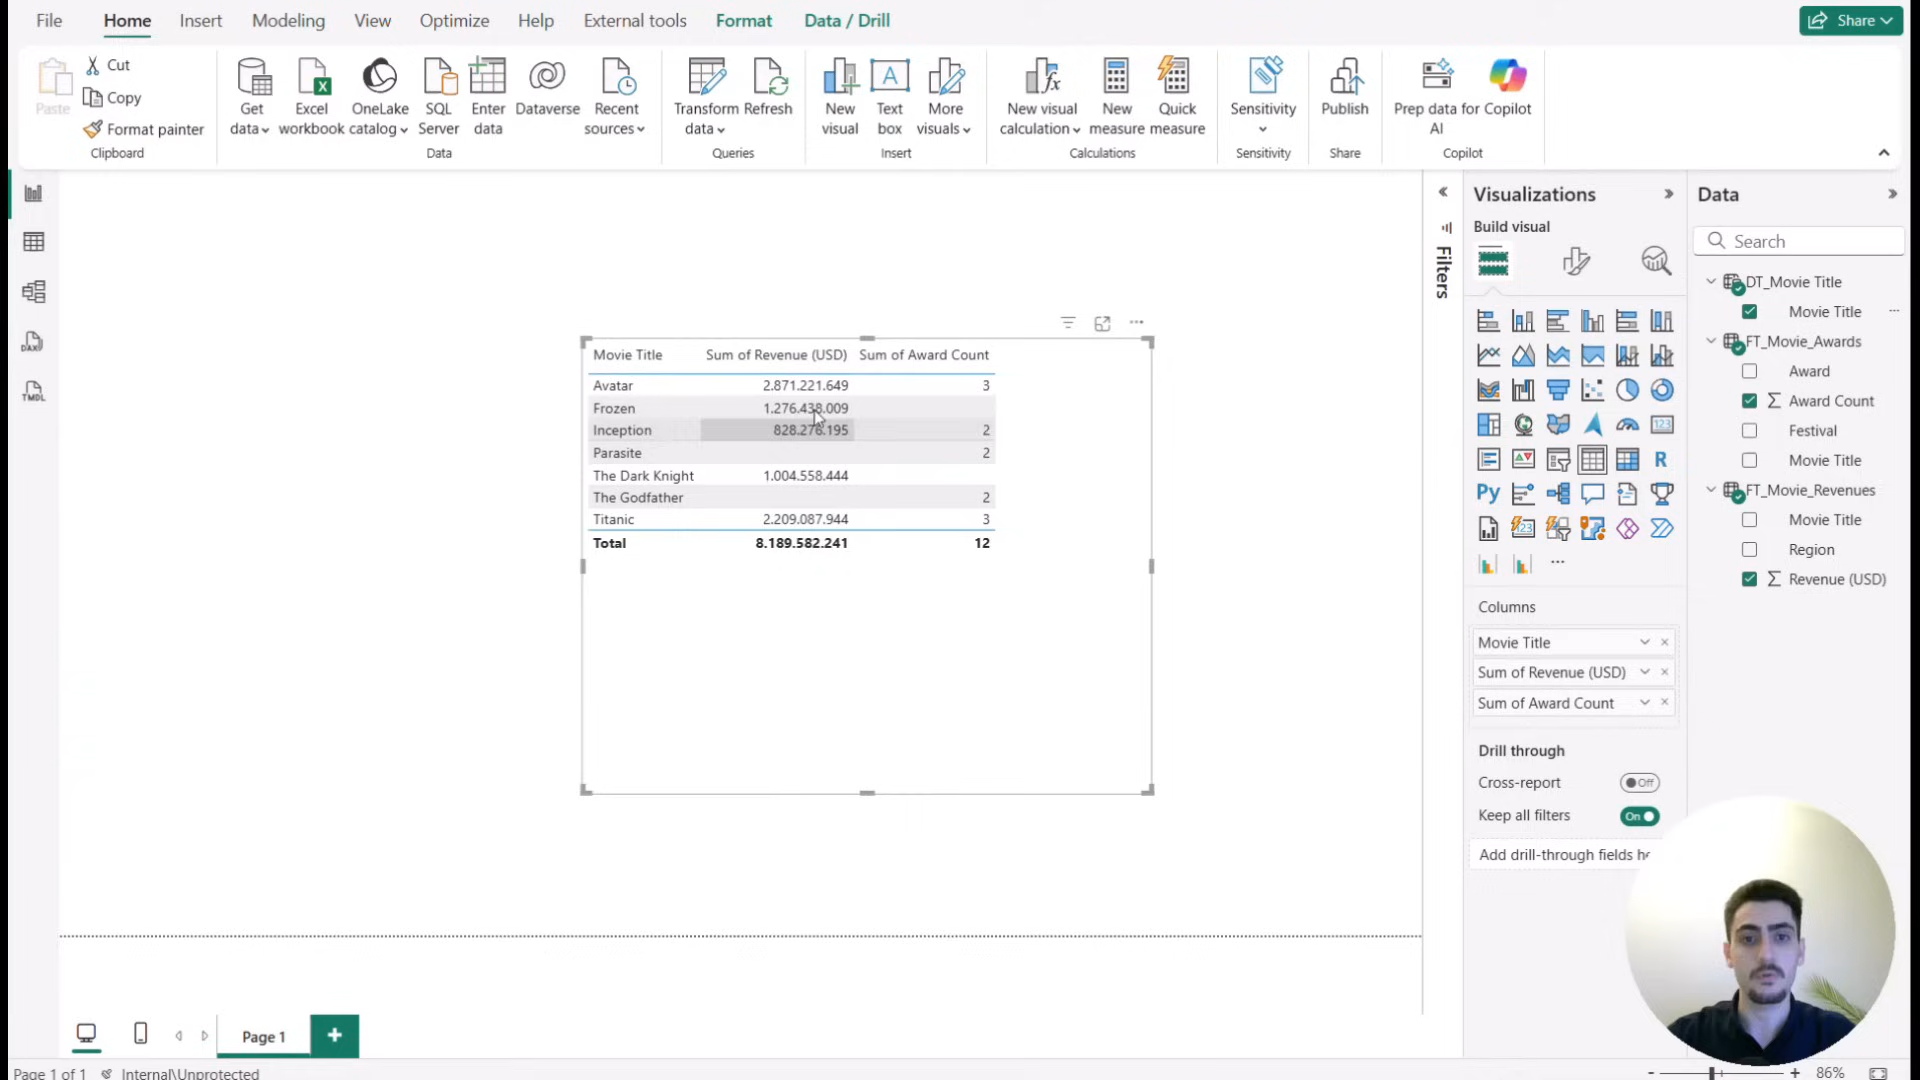 File Home Insert Modeling View Optimize Help External tools Format Data / Drill Share
Paste Cut Copy Format painter
Clipboard
Get data Excel workbook OneLake catalog SQL Server Enter data Dataverse Recent sources
Data
Transform data Refresh
Queries
New visual Text box More visuals
Insert
New visual calculation New measure Quick measure
Calculations
Sensitivity
Sensitivity
Publish
Share
Prep data for AI Copilot
Copilot
DAX
TMDL
Movie Title Sum of Revenue (USD) Sum of Award Count
Avatar 2.871.221.649 3
Frozen 1.276.438.009
Inception 828.276.195 2
Parasite 2
The Dark Knight 1.004.558.444
The Godfather 2
Titanic 2.209.087.944 3
Total 8.189.582.241 12
Filters
Visualizations
Build visual
123
R
Py
123
Columns
Movie Title
Sum of Revenue (USD)
Sum of Award Count
Drill through
Cross-report Off
Keep all filters On
Add drill-through fields
Data
Search
DT_Movie Title
Movie Title
FT_Movie_Awards
Award
Award Count
Festival
Movie Title
FT_Movie_Revenues
Movie Title
Region
Revenue (USD)
Page 1
Page 1 of 1 Internal\Unprotected
86%